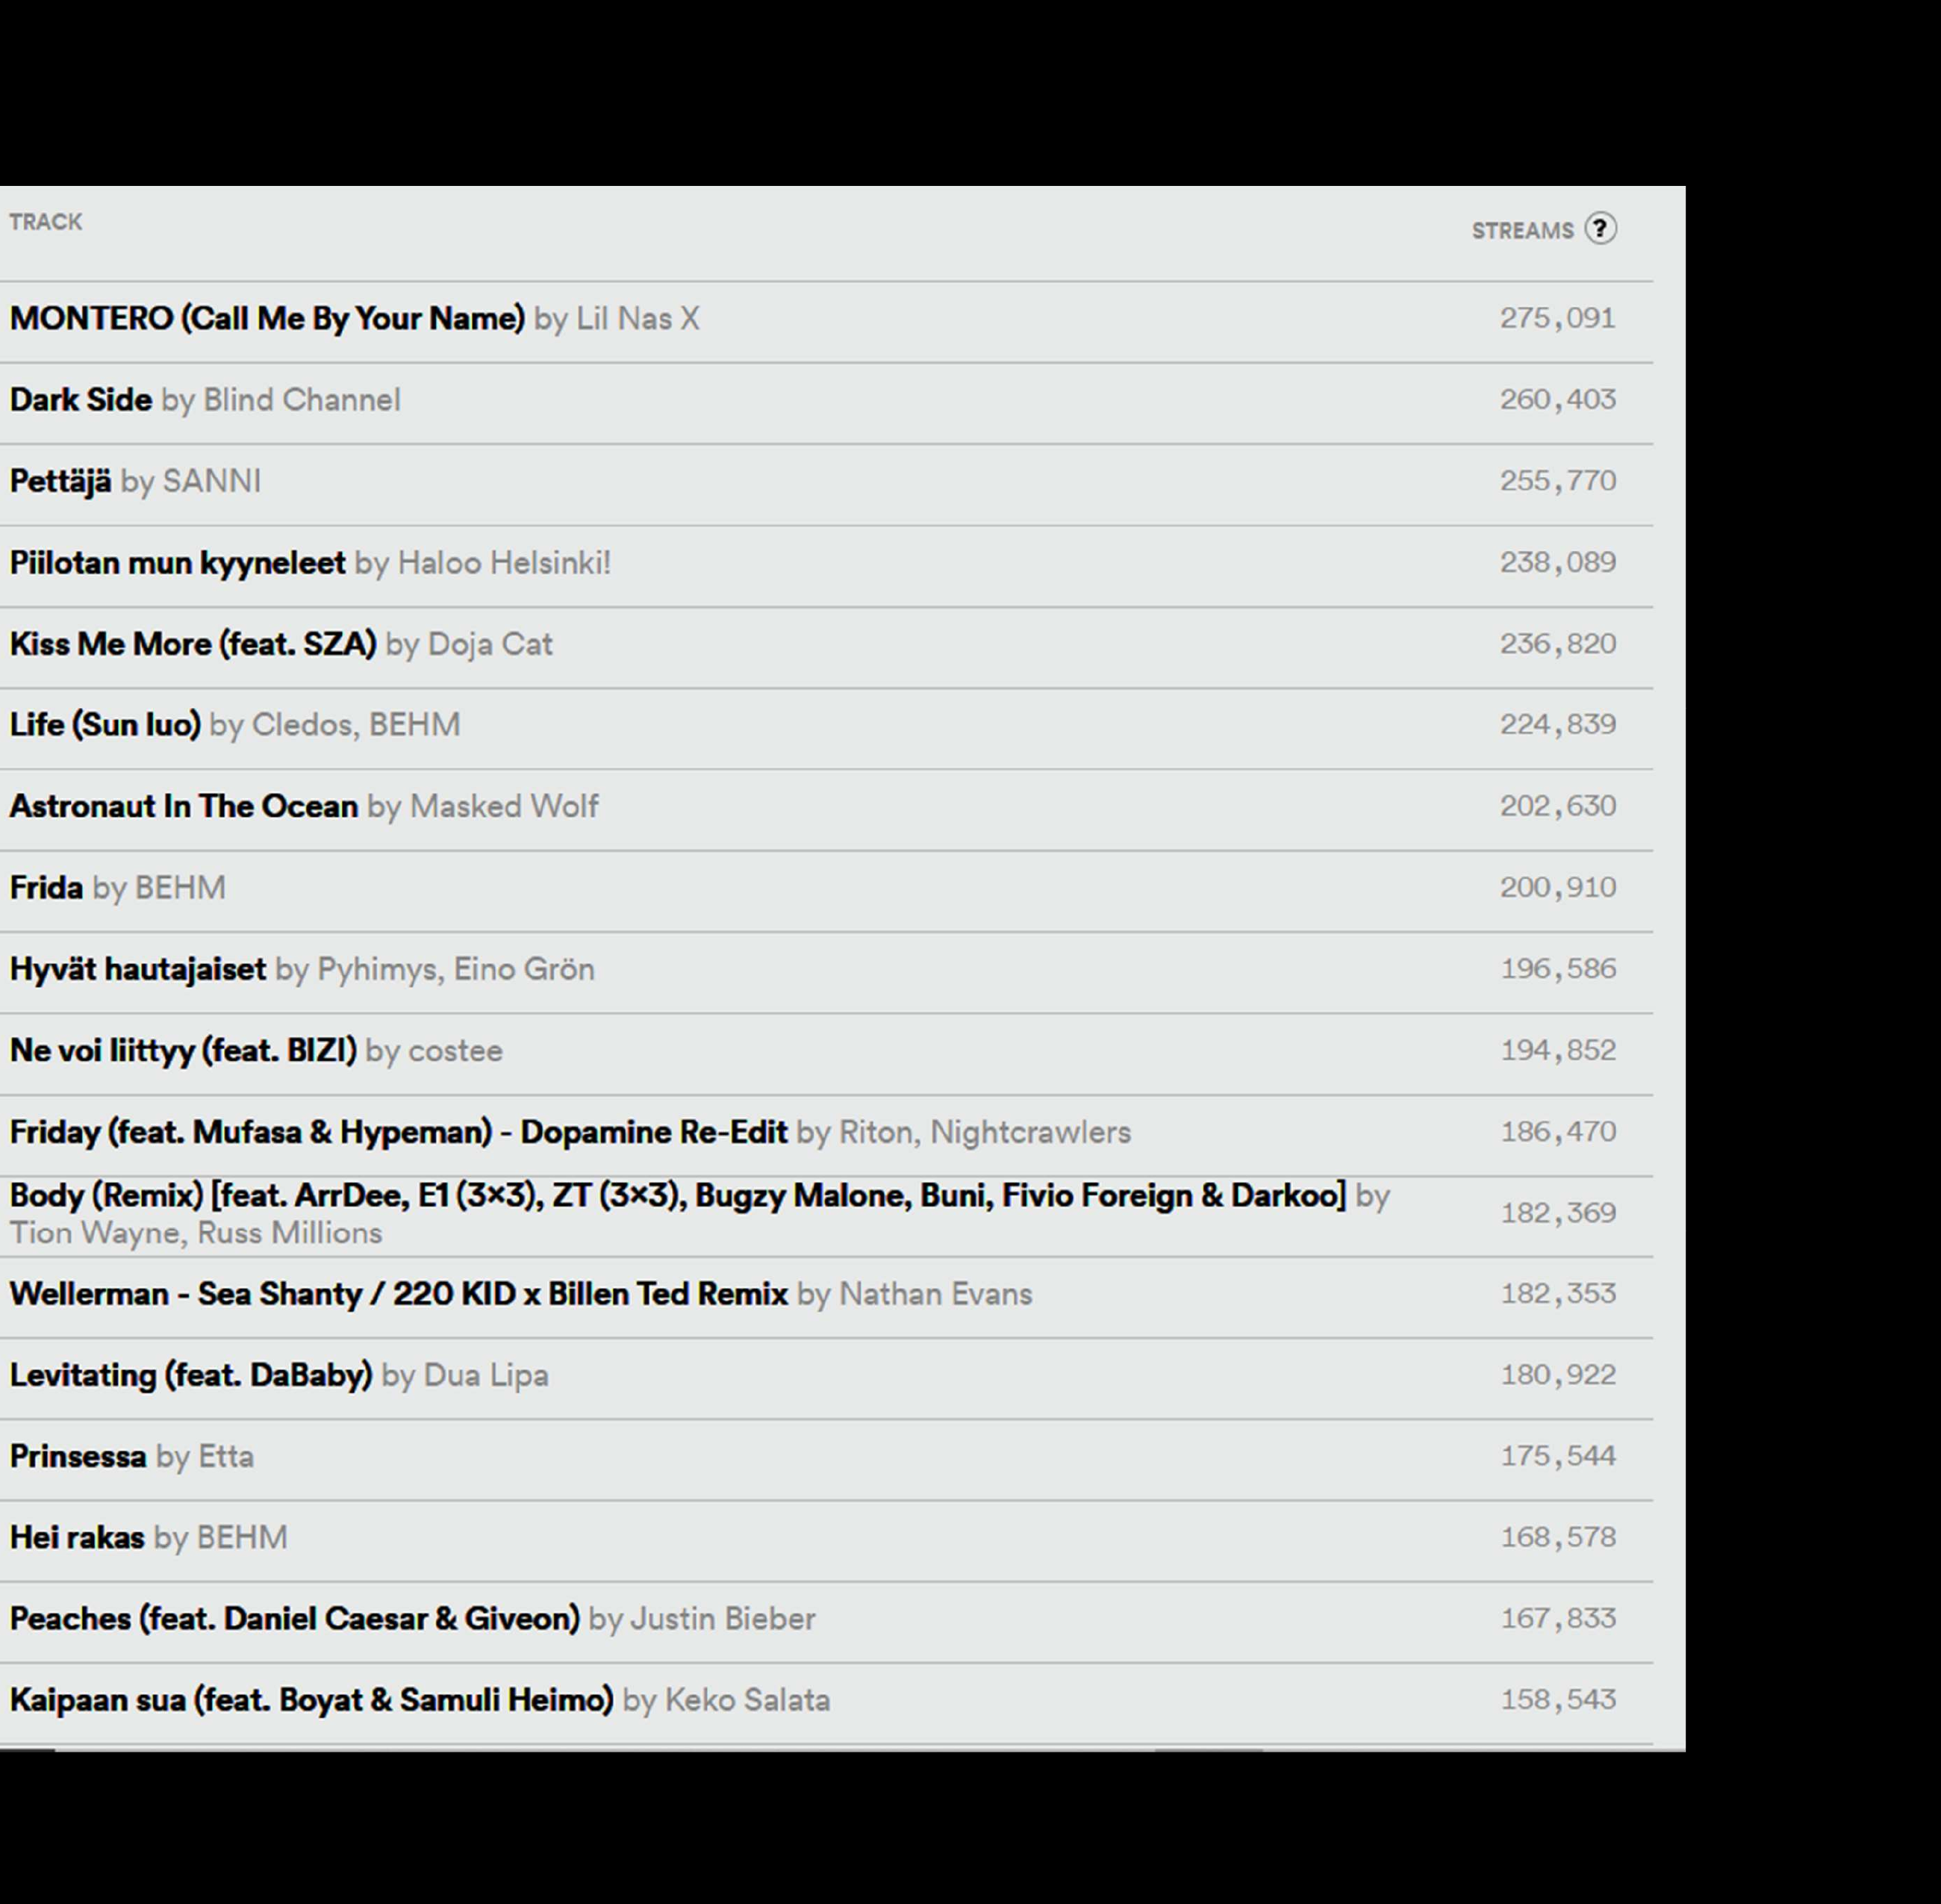 TRACK STREAMS ?
MONTERO (Call Me By Your Name) by Lil Nas X 275,091
Dark Side by Blind Channel 260,403
Pettäjä by SANNI 255,770
Piilotan mun kyyneleet by Haloo Helsinki! 238,089
Kiss Me More (feat. SZA) by Doja Cat 236,820
Life (Sun luo) by Cledos, BEHM 224,839
Astronaut In The Ocean by Masked Wolf 202,630
Frida by BEHM 200,910
Hyvät hautajaiset by Pyhimys, Eino Grön 196,586
Ne voi liittyy (feat. BIZI) by costee 194,852
Friday (feat. Mufasa & Hypeman) - Dopamine Re-Edit by Riton, Nightcrawlers 186,470
Body (Remix) [feat. ArrDee, E1 (3×3), ZT (3×3), Bugzy Malone, Buni, Fivio Foreign & Darkoo] by
Tion Wayne, Russ Millions 182,369
Wellerman - Sea Shanty / 220 KID x Billen Ted Remix by Nathan Evans 182,353
Levitating (feat. DaBaby) by Dua Lipa 180,922
Prinsessa by Etta 175,544
Hei rakas by BEHM 168,578
Peaches (feat. Daniel Caesar & Giveon) by Justin Bieber 167,833
Kaipaan sua (feat. Boyat & Samuli Heimo) by Keko Salata 158,543